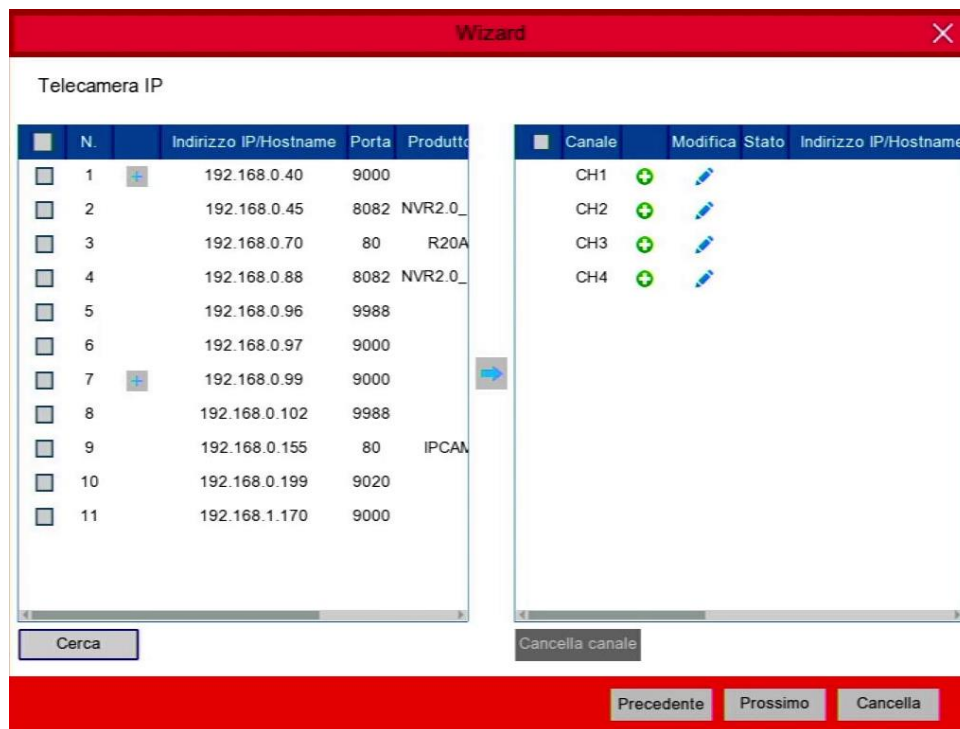 Wizard
Telecamera IP
N. Indirizzo IP/Hostname Porta Produtto
1 192.168.0.40 9000
2 192.168.0.45 8082 NVR2.0_
3 192.168.0.70 80 R20A
4 192.168.0.88 8082 NVR2.0_
5 192.168.0.96 9988
6 192.168.0.97 9000
7 192.168.0.99 9000
8 192.168.0.102 9988
9 192.168.0.155 80 IPCAM
10 192.168.0.199 9020
11 192.168.1.170 9000
Cerca
Canale Modifica Stato Indirizzo IP/Hostname
CH1
CH2
CH3
CH4
Cancella canale
Precedente Prossimo Cancella